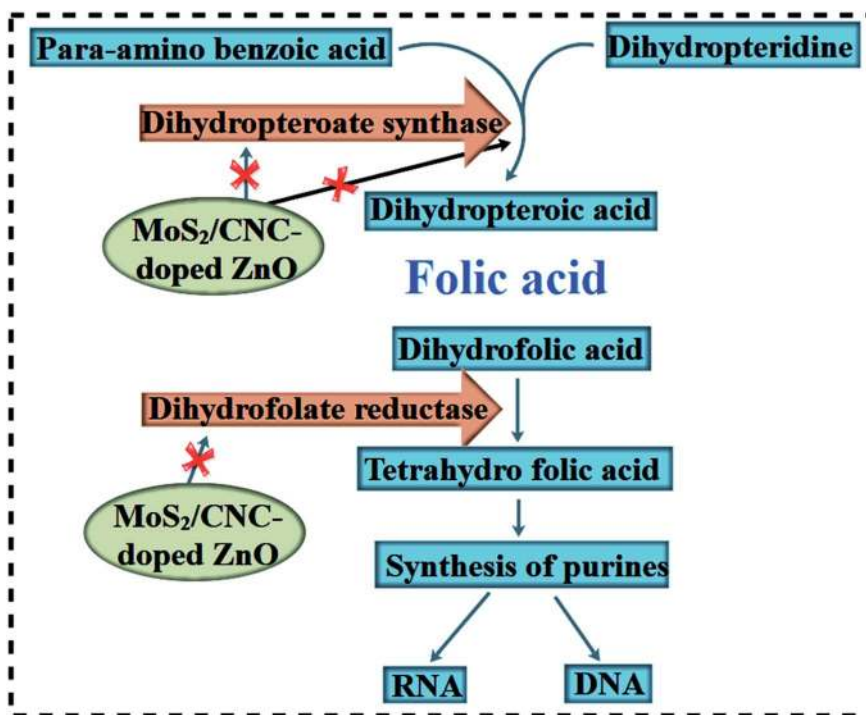 Para-amino benzoic acid
Dihydropteridine
Dihydropteroate synthase
MoS₂/CNC-
doped ZnO
Dihydropteroic acid
Folic acid
Dihydrofolic acid
Dihydrofolate reductase
Tetrahydro folic acid
MoS₂/CNC-
doped ZnO
Synthesis of purines
RNA
DNA